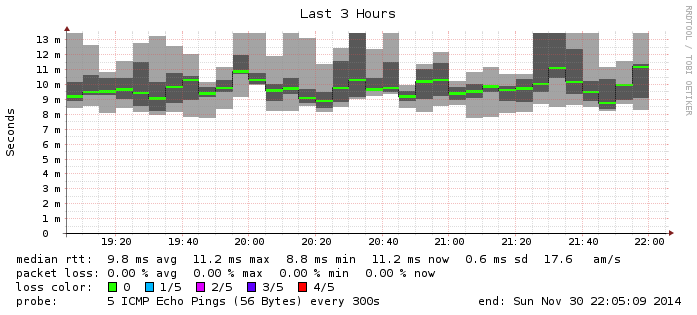 Last 3 Hours
RRDTOOL / TOBI OETIKER
Seconds
13 m
12 m
11 m
10 m
9 m
8 m
7 m
6 m
5 m
4 m
3 m
2 m
1 m
0
19:20 19:40 20:00 20:20 20:40 21:00 21:20 21:40 22:00
median rtt: 9.8 ms avg 11.2 ms max 8.8 ms min 11.2 ms now 0.6 ms sd 17.6 am/s
packet loss: 0.00 % avg 0.00 % max 0.00 % min 0.00 % now
loss color: 0 1/5 2/5 3/5 4/5
probe: 5 ICMP Echo Pings (56 Bytes) every 300s end: Sun Nov 30 22:05:09 2014